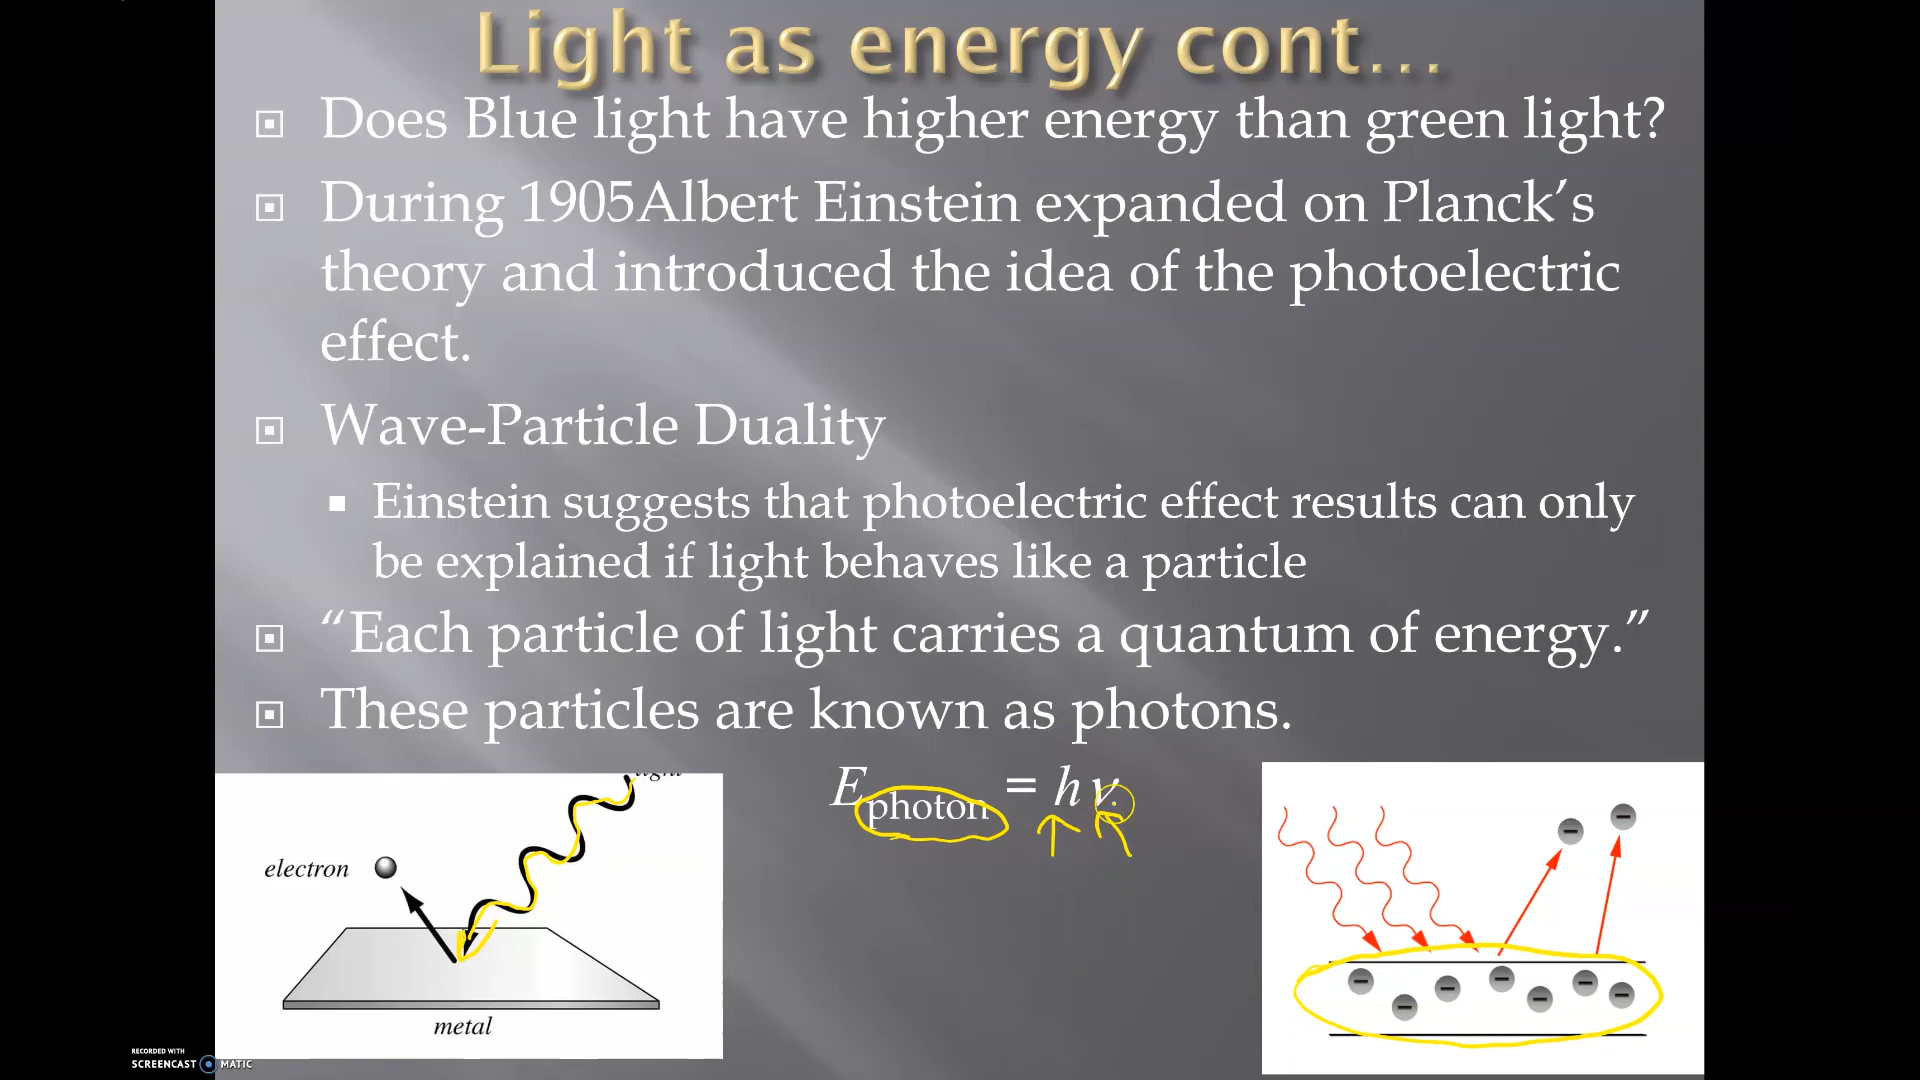 Light as energy cont…
Does Blue light have higher energy than green light?
During 1905Albert Einstein expanded on Planck’s
theory and introduced the idea of the photoelectric
effect.
Wave-Particle Duality
Einstein suggests that photoelectric effect results can only
be explained if light behaves like a particle
“Each particle of light carries a quantum of energy.”
These particles are known as photons.
E photon = hν
light
electron
metal
RECORDED WITH
SCREENCAST MATIC